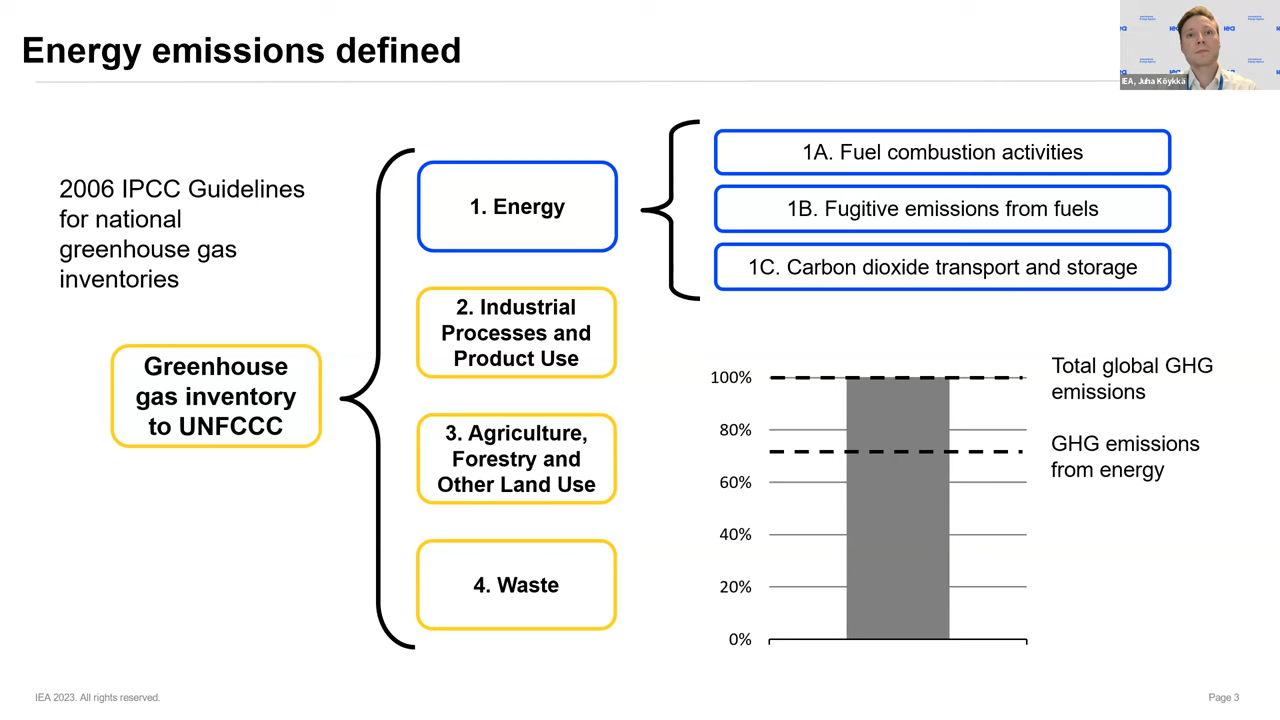 Energy emissions defined
iea
IEA, Juha Köykkä
2006 IPCC Guidelines
for national
greenhouse gas
inventories
Greenhouse
gas inventory
to UNFCCC
1. Energy
2. Industrial
Processes and
Product Use
3. Agriculture,
Forestry and
Other Land Use
4. Waste
1A. Fuel combustion activities
1B. Fugitive emissions from fuels
1C. Carbon dioxide transport and storage
100%
80%
60%
40%
20%
0%
Total global GHG
emissions
GHG emissions
from energy
IEA 2023. All rights reserved.
Page 3